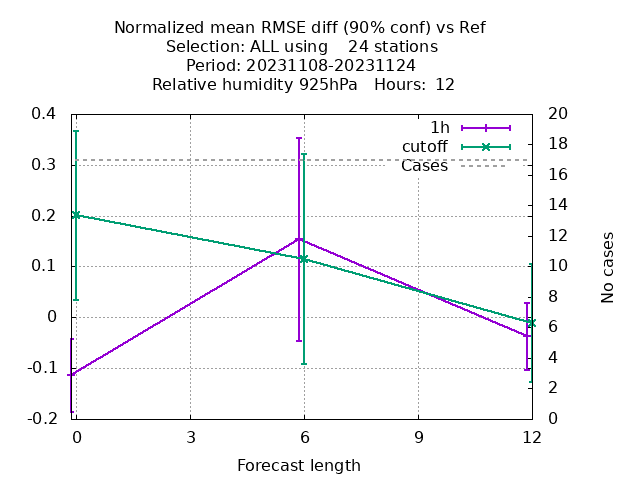 Normalized mean RMSE diff (90% conf) vs Ref
Selection: ALL using    24 stations
Period: 20231108-20231124
Relative humidity 925hPa   Hours:  12
0.4
0.3
0.2
0.1
0
-0.1
-0.2
20
18
16
14
12
10
8
6
4
2
0
1h
cutoff
Cases
No cases
0
3
6
9
12
Forecast length